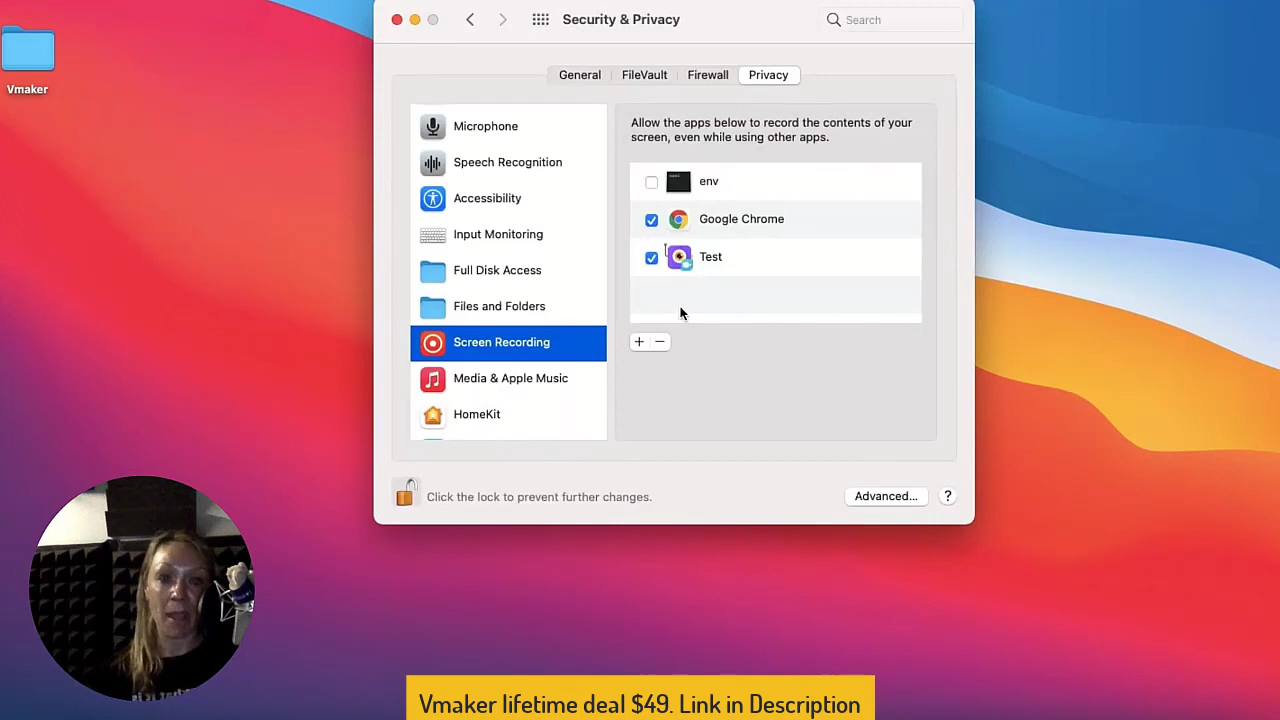 Vmaker
Security & Privacy
Search
General
FileVault
Firewall
Privacy
Microphone
Speech Recognition
Accessibility
Input Monitoring
Full Disk Access
Files and Folders
Screen Recording
Media & Apple Music
HomeKit
Allow the apps below to record the contents of your
screen, even while using other apps.
env
Google Chrome
Test
+ −
Click the lock to prevent further changes.
Advanced...
?
Vmaker lifetime deal $49. Link in Description